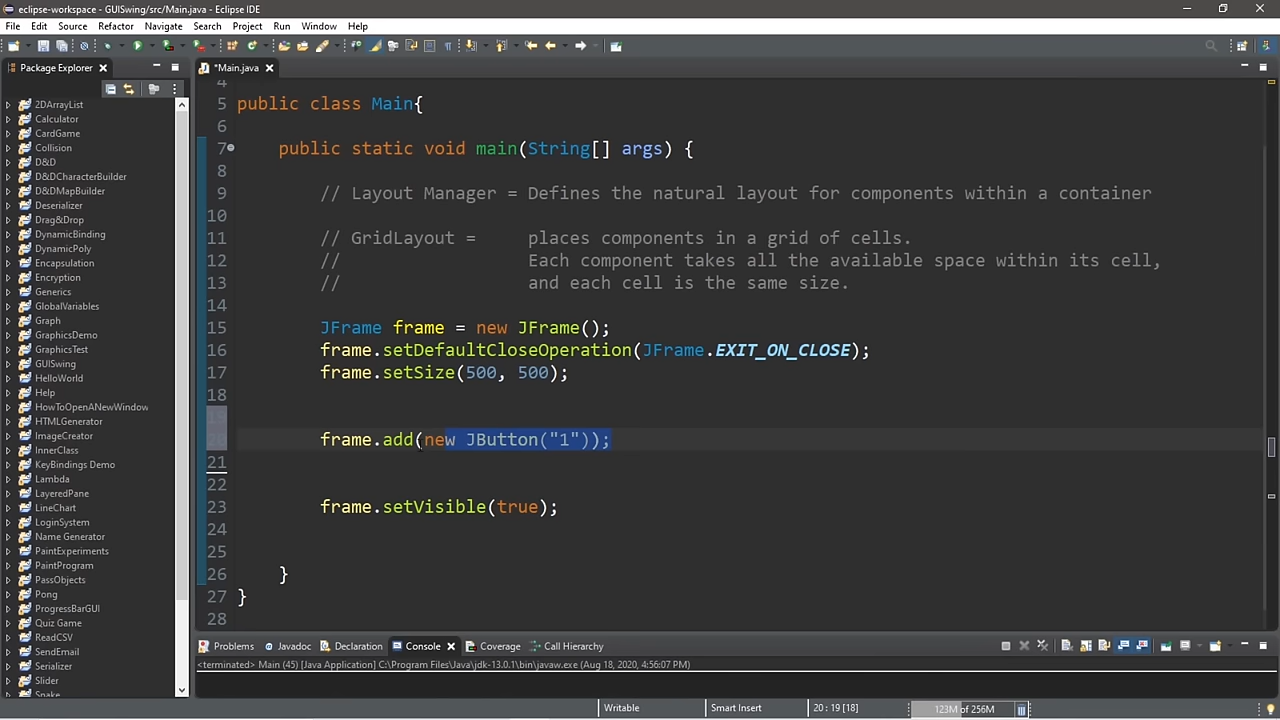 eclipse-workspace - GUISwing/src/Main.java - Eclipse IDE
File Edit Source Refactor Navigate Search Project Run Window Help
Package Explorer
*Main.java
2DArrayList
Calculator
CardGame
Collision
D&D
D&DCharacterBuilder
D&DMapBuilder
Deserializer
Drag&Drop
DynamicBinding
DynamicPoly
Encapsulation
Encryption
Generics
GlobalVariables
Graph
GraphicsDemo
GraphicsTest
GUISwing
HelloWorld
Help
HowToOpenANewWindow
HTMLGenerator
ImageCreator
InnerClass
KeyBindings Demo
Lambda
LayeredPane
LineChart
LoginSystem
Name Generator
PaintExperiments
PaintProgram
PassObjects
Pong
ProgressBarGUI
Quiz Game
ReadCSV
SendEmail
Serializer
Slider
Snake
4
5 public class Main{
6
7 public static void main(String[] args) {
8
9 // Layout Manager = Defines the natural layout for components within a container
10
11 // GridLayout = places components in a grid of cells.
12 // Each component takes all the available space within its cell,
13 // and each cell is the same size.
14
15 JFrame frame = new JFrame();
16 frame.setDefaultCloseOperation(JFrame.EXIT_ON_CLOSE);
17 frame.setSize(500, 500);
18
19
20 frame.add(new JButton("1"));
21
22
23 frame.setVisible(true);
24
25
26 }
27 }
28
Problems Javadoc Declaration Console Coverage Call Hierarchy
<terminated> Main (45) [Java Application] C:\Program Files\Java\jdk-13.0.1\bin\javaw.exe (Aug 18, 2020, 4:56:07 PM)
Writable Smart Insert 20 : 19 [18] 123M of 256M